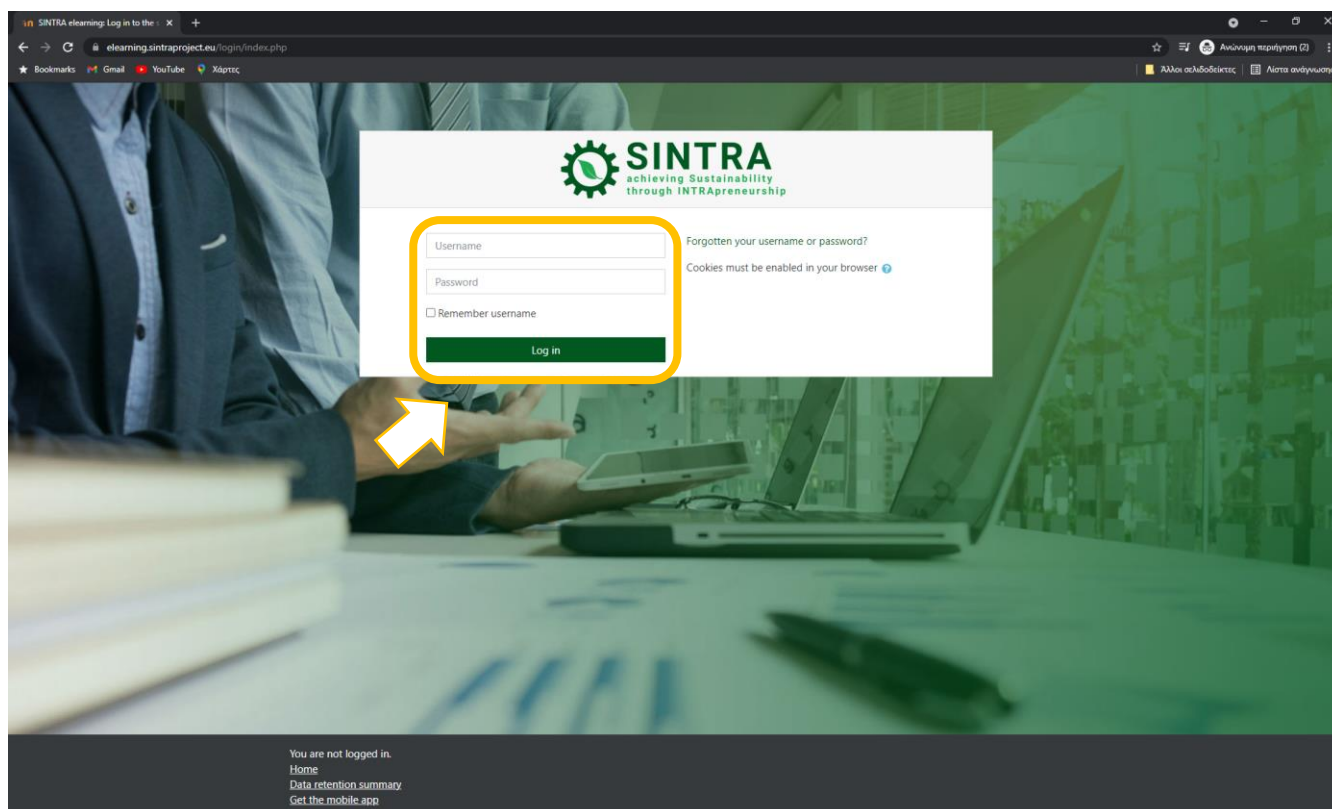 SINTRA elearning: Log in to the s
elearning.sintraproject.eu/login/index.php
Ανώνυμη περιήγηση (2)
Bookmarks Gmail YouTube Χάρτες
Άλλοι σελιδοδείκτες Λίστα ανάγνωσης
SINTRA
achieving Sustainability
through INTRApreneurship
Username
Password
Remember username
Log in
Forgotten your username or password?
Cookies must be enabled in your browser
You are not logged in.
Home
Data retention summary
Get the mobile app